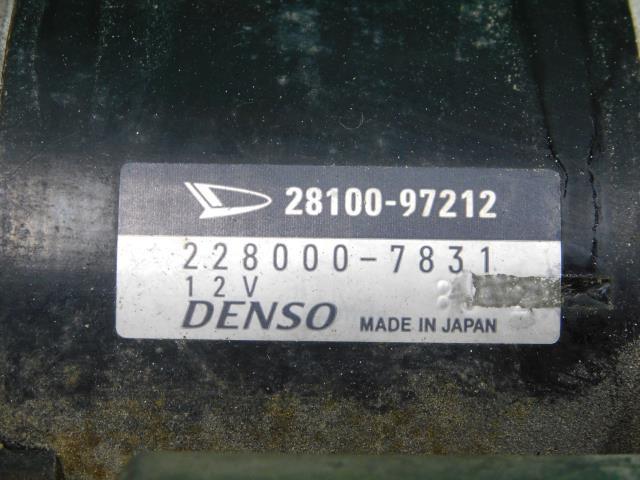 28100-97212
228000-7831
12V
DENSO MADE IN JAPAN